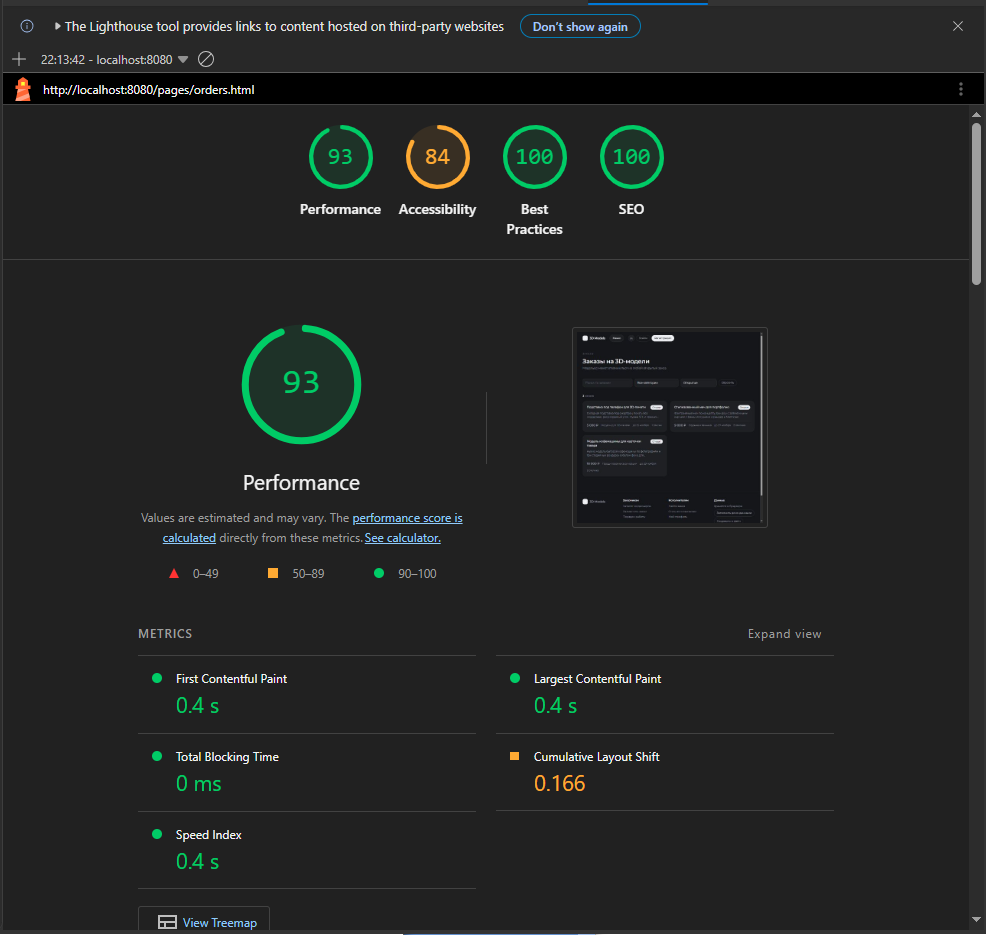 The Lighthouse tool provides links to content hosted on third-party websites
Don't show again
22:13:42 - localhost:8080
http://localhost:8080/pages/orders.html
93
84
100
100
Performance
Accessibility
Best
Practices
SEO
93
Performance
Values are estimated and may vary. The performance score is
calculated directly from these metrics. See calculator.
0–49
50–89
90–100
Заказы на 3D-модели
METRICS
Expand view
First Contentful Paint
0.4 s
Largest Contentful Paint
0.4 s
Total Blocking Time
0 ms
Cumulative Layout Shift
0.166
Speed Index
0.4 s
View Treemap